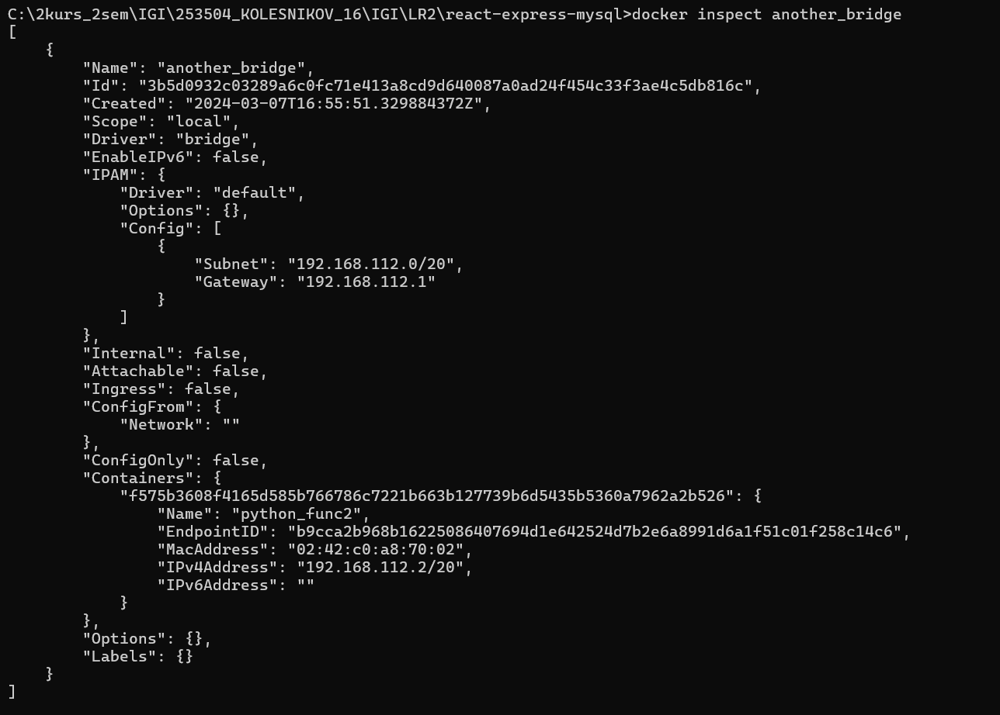 C:\2kurs_2sem\IGI\253504_KOLESNIKOV_16\IGI\LR2\react-express-mysql>docker inspect another_bridge
[
    {
        "Name": "another_bridge",
        "Id": "3b5d0932c03289a6c0fc71e413a8cd9d640087a0ad24f454c33f3ae4c5db816c",
        "Created": "2024-03-07T16:55:51.329884372Z",
        "Scope": "local",
        "Driver": "bridge",
        "EnableIPv6": false,
        "IPAM": {
            "Driver": "default",
            "Options": {},
            "Config": [
                {
                    "Subnet": "192.168.112.0/20",
                    "Gateway": "192.168.112.1"
                }
            ]
        },
        "Internal": false,
        "Attachable": false,
        "Ingress": false,
        "ConfigFrom": {
            "Network": ""
        },
        "ConfigOnly": false,
        "Containers": {
            "f575b3608f4165d585b766786c7221b663b127739b6d5435b5360a7962a2b526": {
                "Name": "python_func2",
                "EndpointID": "b9cca2b968b16225086407694d1e642524d7b2e6a8991d6a1f51c01f258c14c6",
                "MacAddress": "02:42:c0:a8:70:02",
                "IPv4Address": "192.168.112.2/20",
                "IPv6Address": ""
            }
        },
        "Options": {},
        "Labels": {}
    }
]